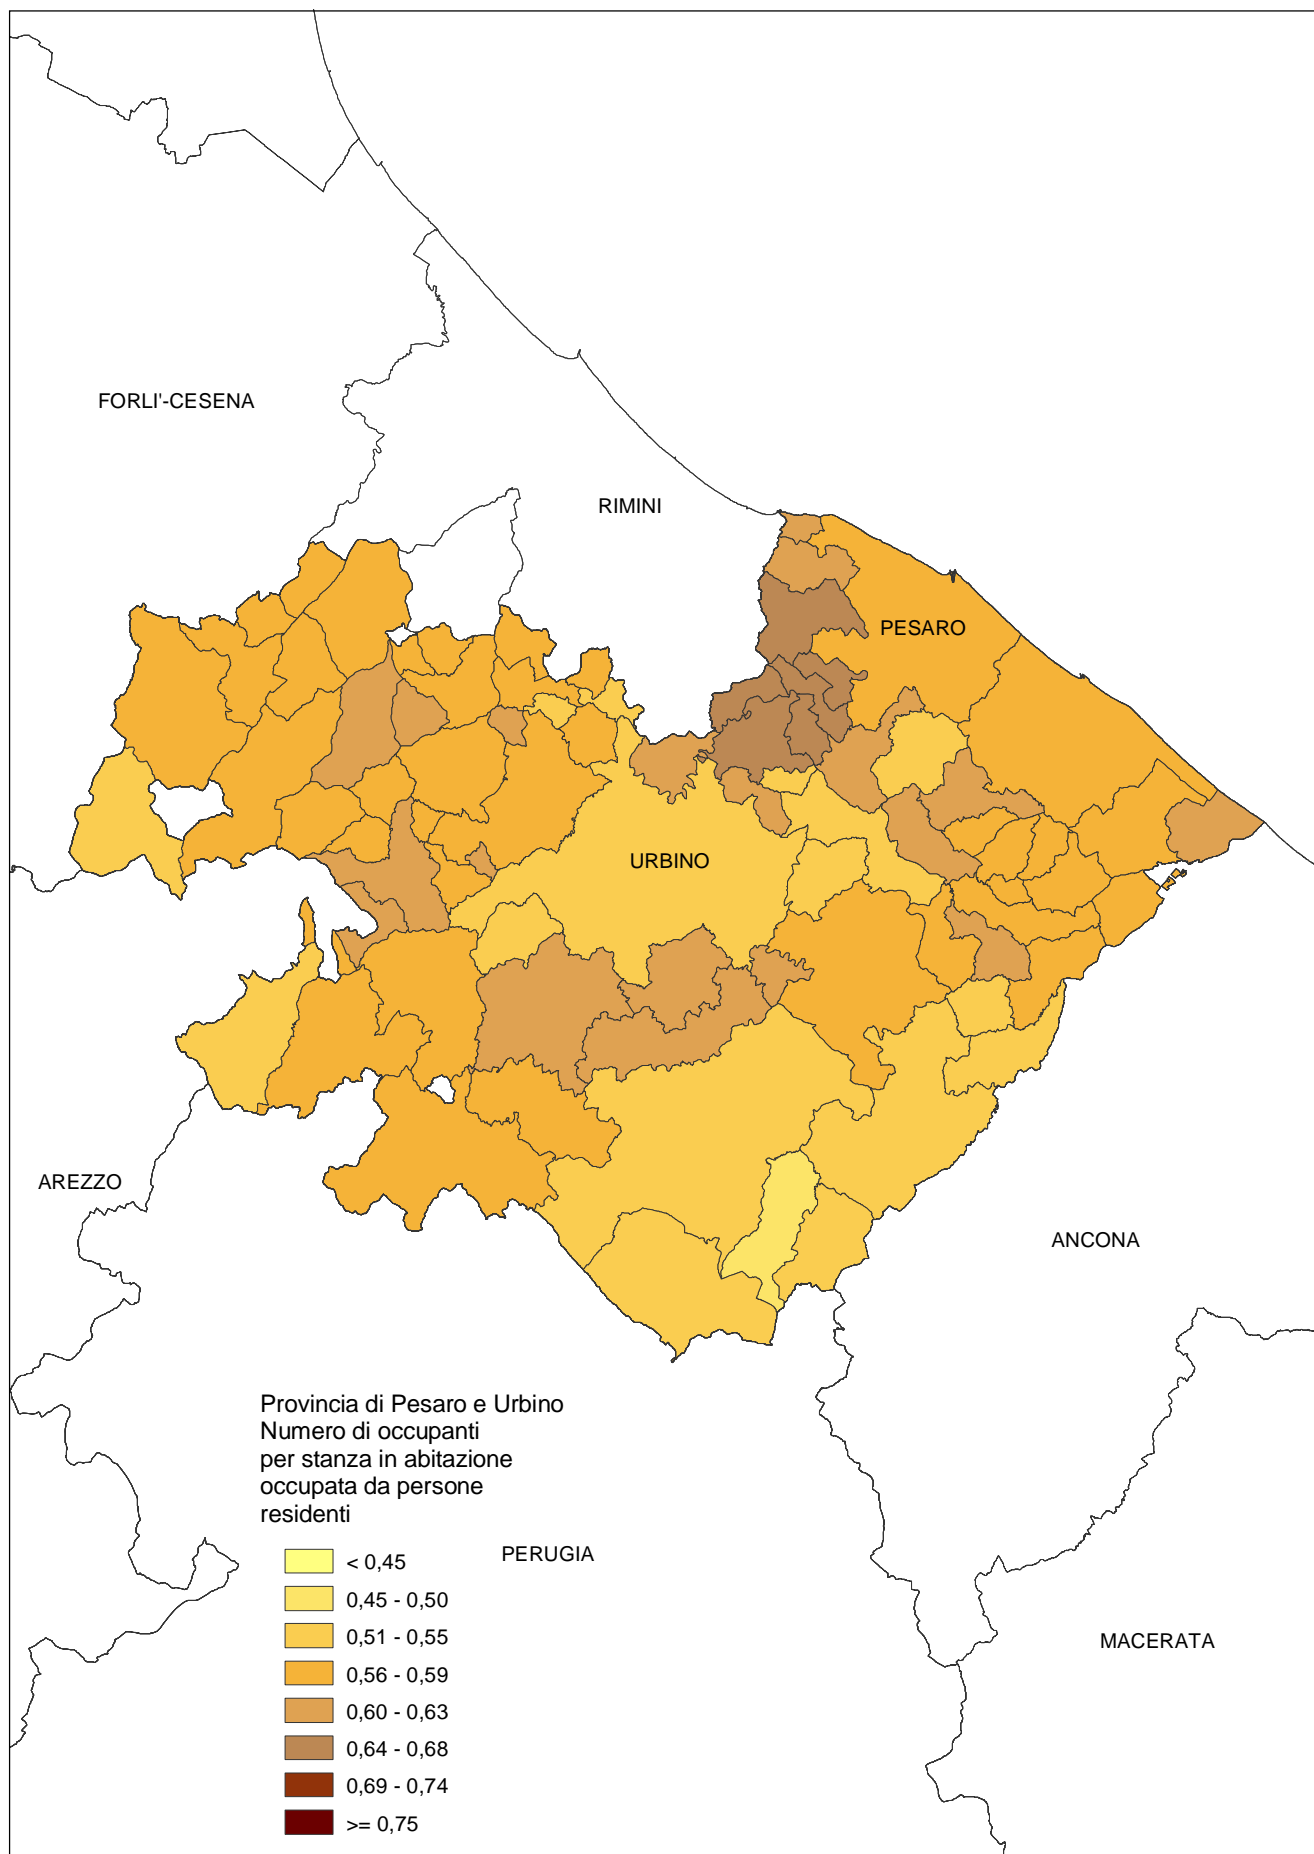 FORLI'-CESENA
RIMINI
PESARO
URBINO
AREZZO
ANCONA
Provincia di Pesaro e Urbino
Numero di occupanti
per stanza in abitazione
occupata da persone
residenti
PERUGIA
< 0,45
0,45 - 0,50
0,51 - 0,55
0,56 - 0,59
0,60 - 0,63
0,64 - 0,68
0,69 - 0,74
>= 0,75
MACERATA